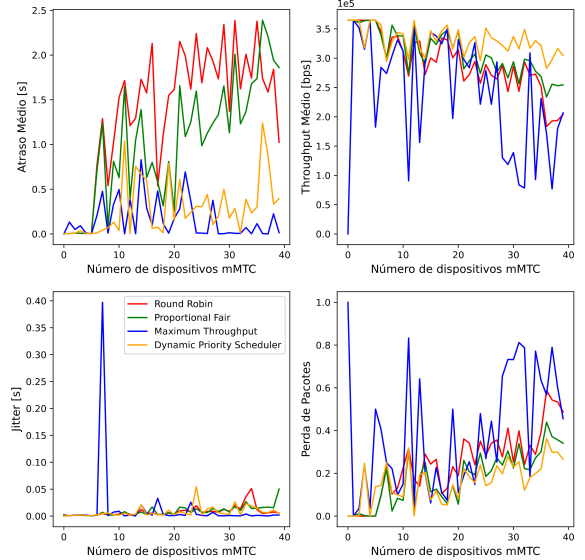 2.5
2.0
1.5
1.0
0.5
0.0
Atraso Médio [s]
0 10 20 30 40
Número de dispositivos mMTC
1e5
3.5
3.0
2.5
2.0
1.5
1.0
0.5
0.0
Throughput Médio [bps]
0 10 20 30 40
Número de dispositivos mMTC
0.40
0.35
0.30
0.25
0.20
0.15
0.10
0.05
0.00
Jitter [s]
Round Robin
Proportional Fair
Maximum Throughput
Dynamic Priority Scheduler
0 10 20 30 40
Número de dispositivos mMTC
1.0
0.8
0.6
0.4
0.2
0.0
Perda de Pacotes
0 10 20 30 40
Número de dispositivos mMTC